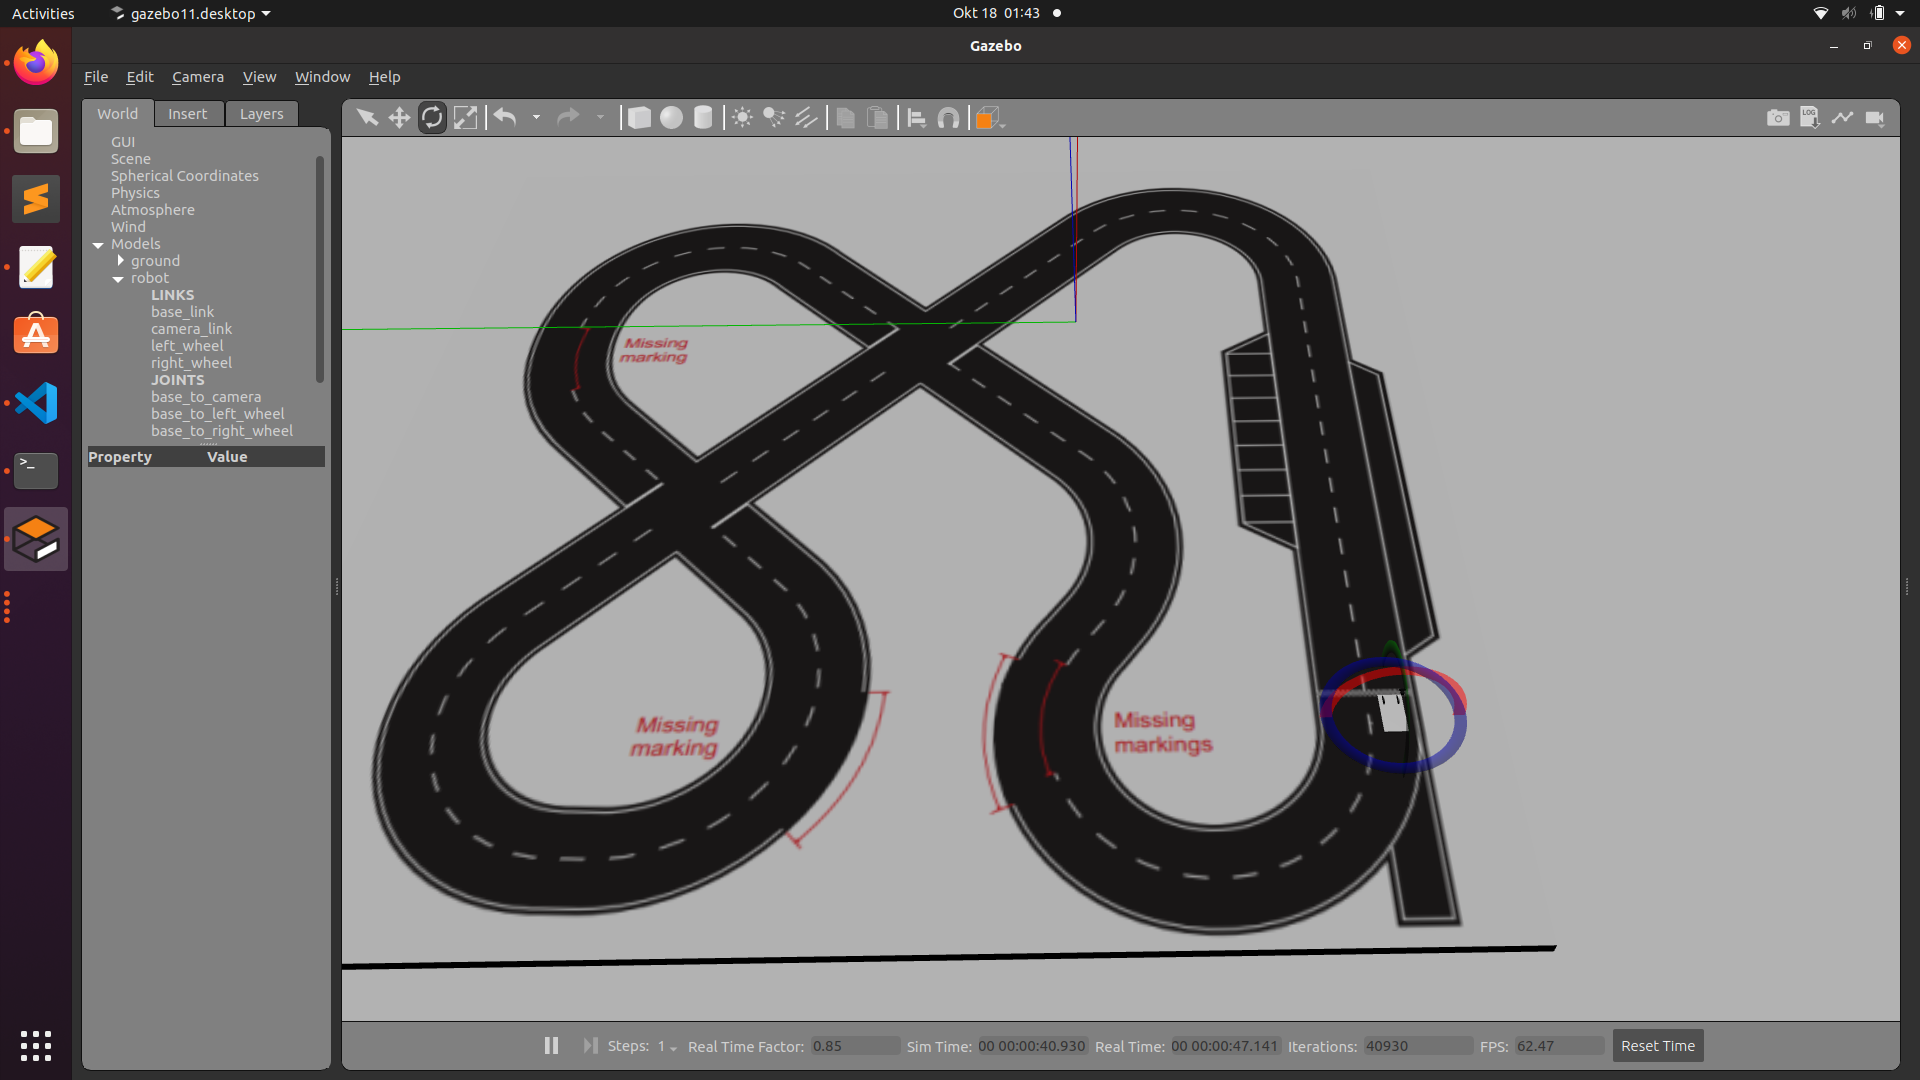 Activities
gazebo11.desktop
Okt 18 01:43
Gazebo
File Edit Camera View Window Help
World Insert Layers
GUI
Scene
Spherical Coordinates
Physics
Atmosphere
Wind
Models
ground
robot
LINKS
base_link
camera_link
left_wheel
right_wheel
JOINTS
base_to_camera
base_to_left_wheel
base_to_right_wheel
Property Value
LOG
Missing
marking
Missing
marking
Missing
markings
Steps: 1 Real Time Factor: 0.85 Sim Time: 00 00:00:40.930 Real Time: 00 00:00:47.141 Iterations: 40930 FPS: 62.47 Reset Time